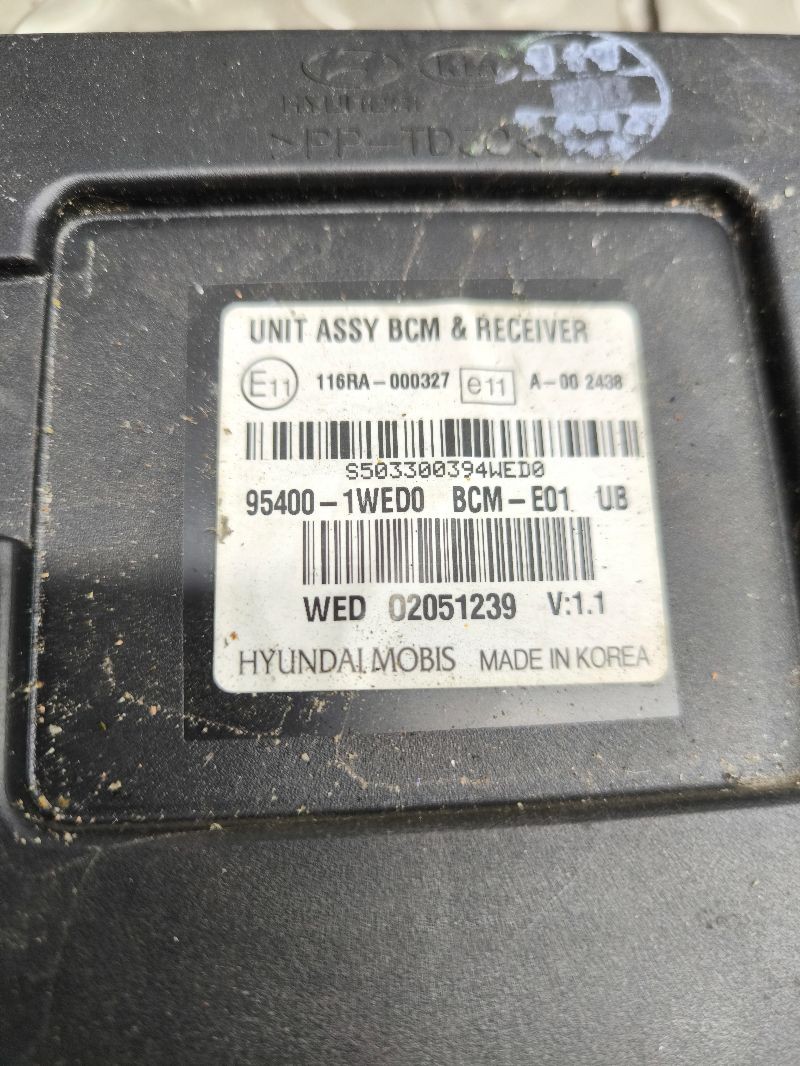 KIA
HYUNDAI
UNIT ASSY BCM & RECEIVER
E11 116RA-000327 e11 A-00 2438
S503300394WED0
95400-1WED0 BCM-E01 UB
WED 02051239 V:1.1
HYUNDAI MOBIS MADE IN KOREA